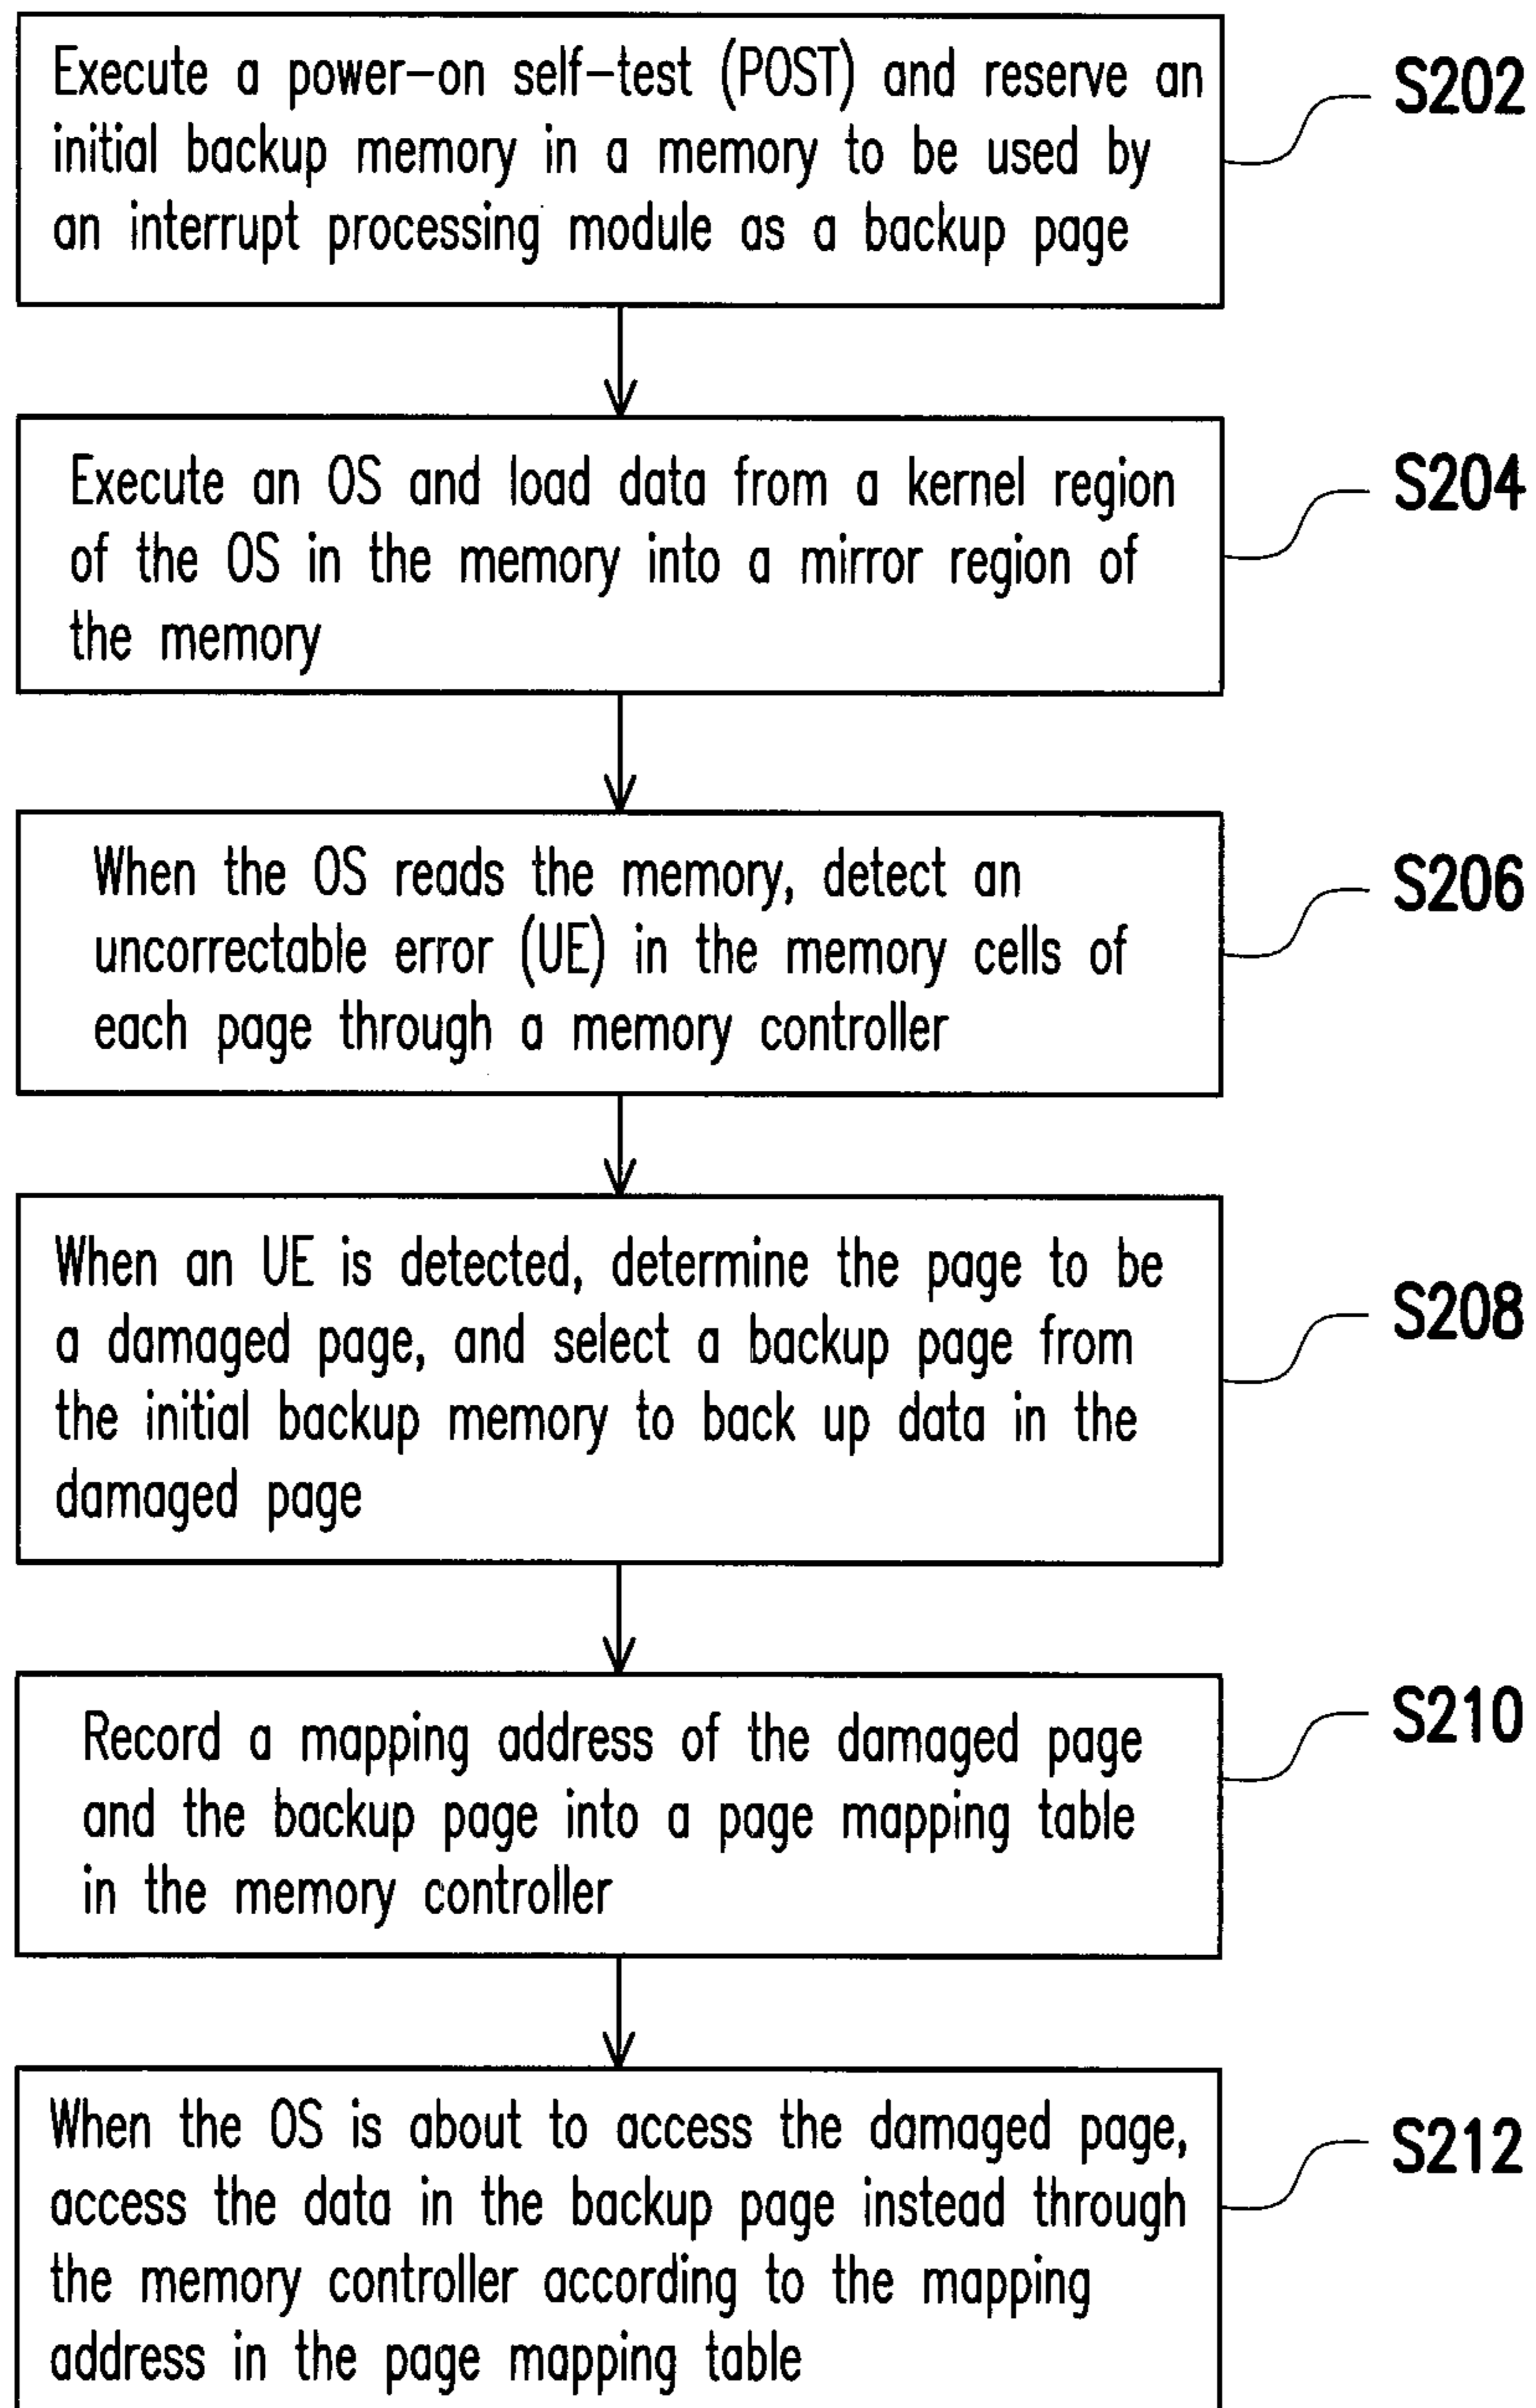 Execute a power-on self-test (POST) and reserve an
initial backup memory in a memory to be used by
an interrupt processing module as a backup page
S202
Execute an OS and load data from a kernel region
of the OS in the memory into a mirror region of
the memory
S204
When the OS reads the memory, detect an
uncorrectable error (UE) in the memory cells of
each page through a memory controller
S206
When an UE is detected, determine the page to be
a damaged page, and select a backup page from
the initial backup memory to back up data in the
damaged page
S208
Record a mapping address of the damaged page
and the backup page into a page mapping table
in the memory controller
S210
When the OS is about to access the damaged page,
access the data in the backup page instead through
the memory controller according to the mapping
address in the page mapping table
S212